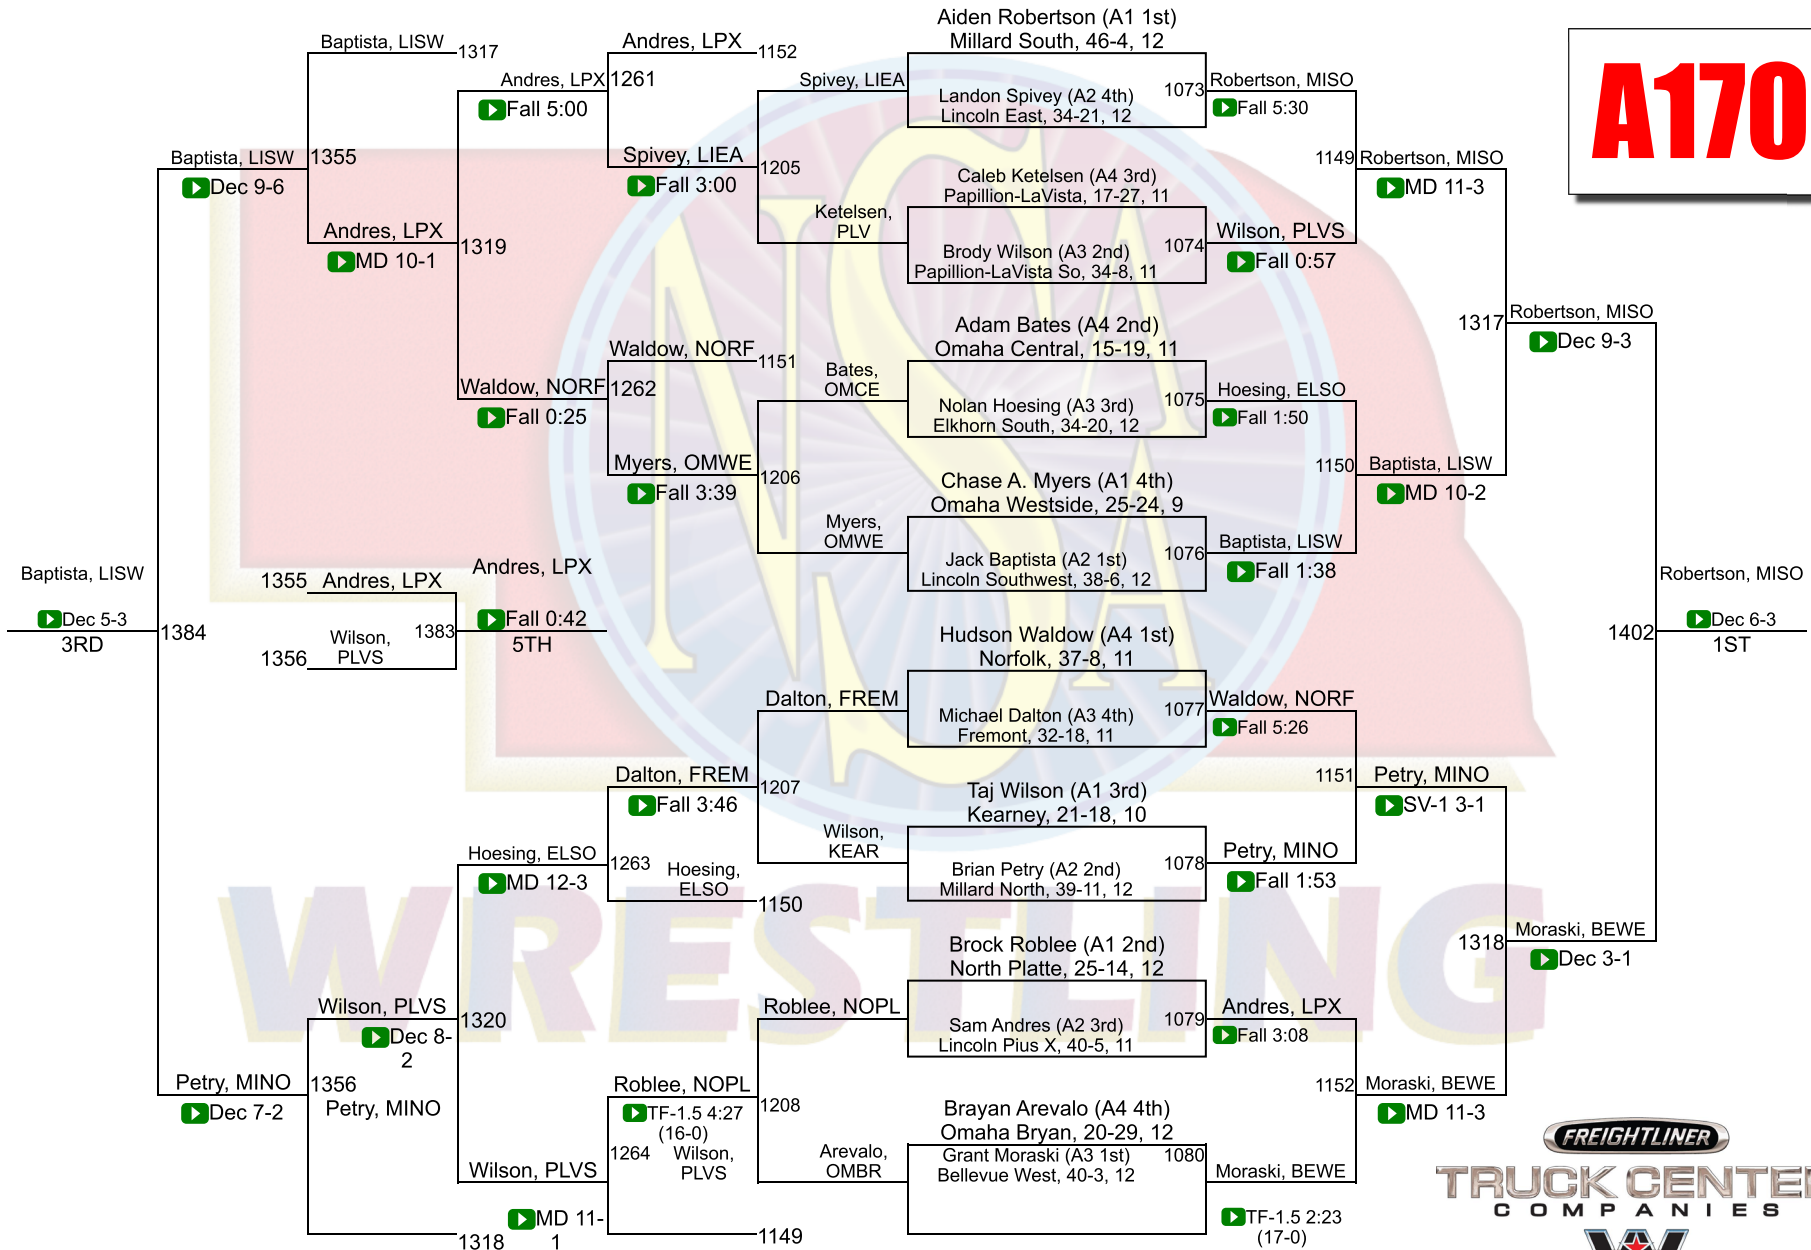 A170
Baptista, LISW
1317
Andres, LPX
1152
Aiden Robertson (A1 1st)
Millard South, 46-4, 12
Andres, LPX
1261
Fall 5:00
Spivey, LIEA
Landon Spivey (A2 4th)
Lincoln East, 34-21, 12
1073
Robertson, MISO
Fall 5:30
Baptista, LISW
1355
Dec 9-6
Spivey, LIEA
1205
Fall 3:00
Caleb Ketelsen (A4 3rd)
Papillion-LaVista, 17-27, 11
1149
Robertson, MISO
MD 11-3
Andres, LPX
MD 10-1
1319
Ketelsen,
PLV
Brody Wilson (A3 2nd)
Papillion-LaVista So, 34-8, 11
1074
Wilson, PLVS
Fall 0:57
Adam Bates (A4 2nd)
Omaha Central, 15-19, 11
1317
Robertson, MISO
Dec 9-3
Waldow, NORF
1151
Waldow, NORF
1262
Fall 0:25
Bates,
OMCE
Nolan Hoesing (A3 3rd)
Elkhorn South, 34-20, 12
1075
Hoesing, ELSO
Fall 1:50
Myers, OMWE
1206
Fall 3:39
Chase A. Myers (A1 4th)
Omaha Westside, 25-24, 9
1150
Baptista, LISW
MD 10-2
Myers,
OMWE
Jack Baptista (A2 1st)
Lincoln Southwest, 38-6, 12
1076
Baptista, LISW
Fall 1:38
Baptista, LISW
Dec 5-3
3RD
1384
1355
Andres, LPX
Wilson,
PLVS
1356
1383
Andres, LPX
Fall 0:42
5TH
NSAA
Hudson Waldow (A4 1st)
Norfolk, 37-8, 11
Robertson, MISO
1402
Dec 6-3
1ST
Dalton, FREM
Michael Dalton (A3 4th)
Fremont, 32-18, 11
1077
Waldow, NORF
Fall 5:26
Dalton, FREM
1207
Fall 3:46
Taj Wilson (A1 3rd)
Kearney, 21-18, 10
1151
Petry, MINO
SV-1 3-1
Hoesing, ELSO
1263
MD 12-3
Hoesing,
ELSO
1150
Wilson,
KEAR
Brian Petry (A2 2nd)
Millard North, 39-11, 12
1078
Petry, MINO
Fall 1:53
WRESTLING
Brock Roblee (A1 2nd)
North Platte, 25-14, 12
1318
Moraski, BEWE
Dec 3-1
Wilson, PLVS
1320
Dec 8-
2
Roblee, NOPL
Sam Andres (A2 3rd)
Lincoln Pius X, 40-5, 11
1079
Andres, LPX
Fall 3:08
Petry, MINO
1356
Dec 7-2
Petry, MINO
Roblee, NOPL
1208
TF-1.5 4:27
(16-0)
1152
Moraski, BEWE
MD 11-3
Brayan Arevalo (A4 4th)
Omaha Bryan, 20-29, 12
Wilson, PLVS
1264
MD 11-
1
Wilson,
PLVS
Arevalo,
OMBR
Grant Moraski (A3 1st)
Bellevue West, 40-3, 12
1080
Moraski, BEWE
TF-1.5 2:23
(17-0)
1318
1149
FREIGHTLINER
TRUCK CENTER
COMPANIES
W